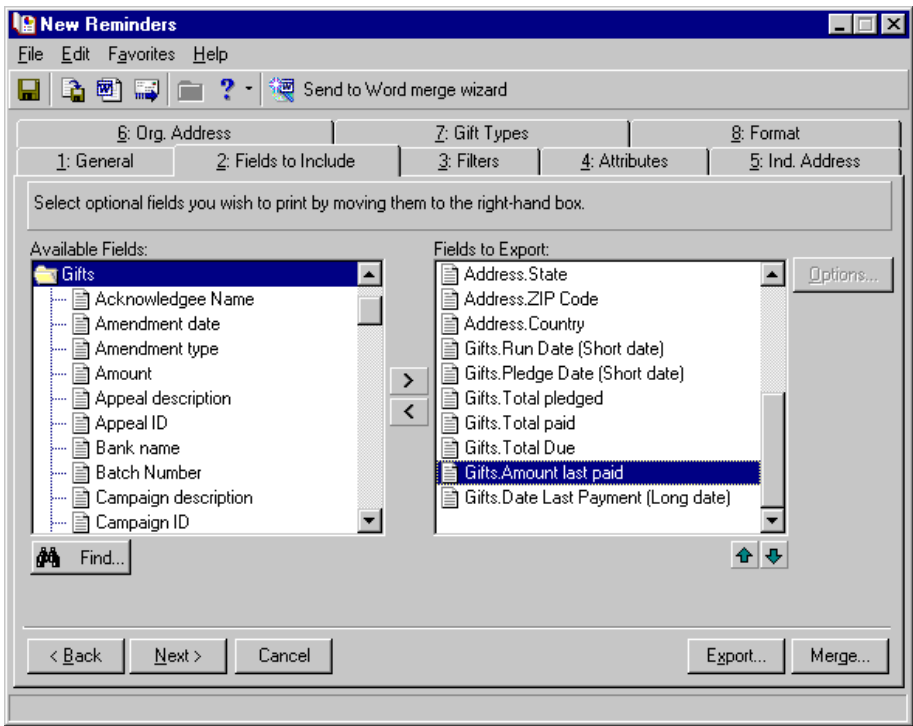 New Reminders
File Edit Favorites Help
Send to Word merge wizard
6: Org. Address 7: Gift Types 8: Format
1: General 2: Fields to Include 3: Filters 4: Attributes 5: Ind. Address
Select optional fields you wish to print by moving them to the right-hand box.
Available Fields:
Gifts
Acknowledgee Name
Amendment date
Amendment type
Amount
Appeal description
Appeal ID
Bank name
Batch Number
Campaign description
Campaign ID
Find...
>
<
Fields to Export:
Address.State
Address.ZIP Code
Address.Country
Gifts.Run Date (Short date)
Gifts.Pledge Date (Short date)
Gifts.Total pledged
Gifts.Total paid
Gifts.Total Due
Gifts.Amount last paid
Gifts.Date Last Payment (Long date)
Options...
< Back Next > Cancel Export... Merge...